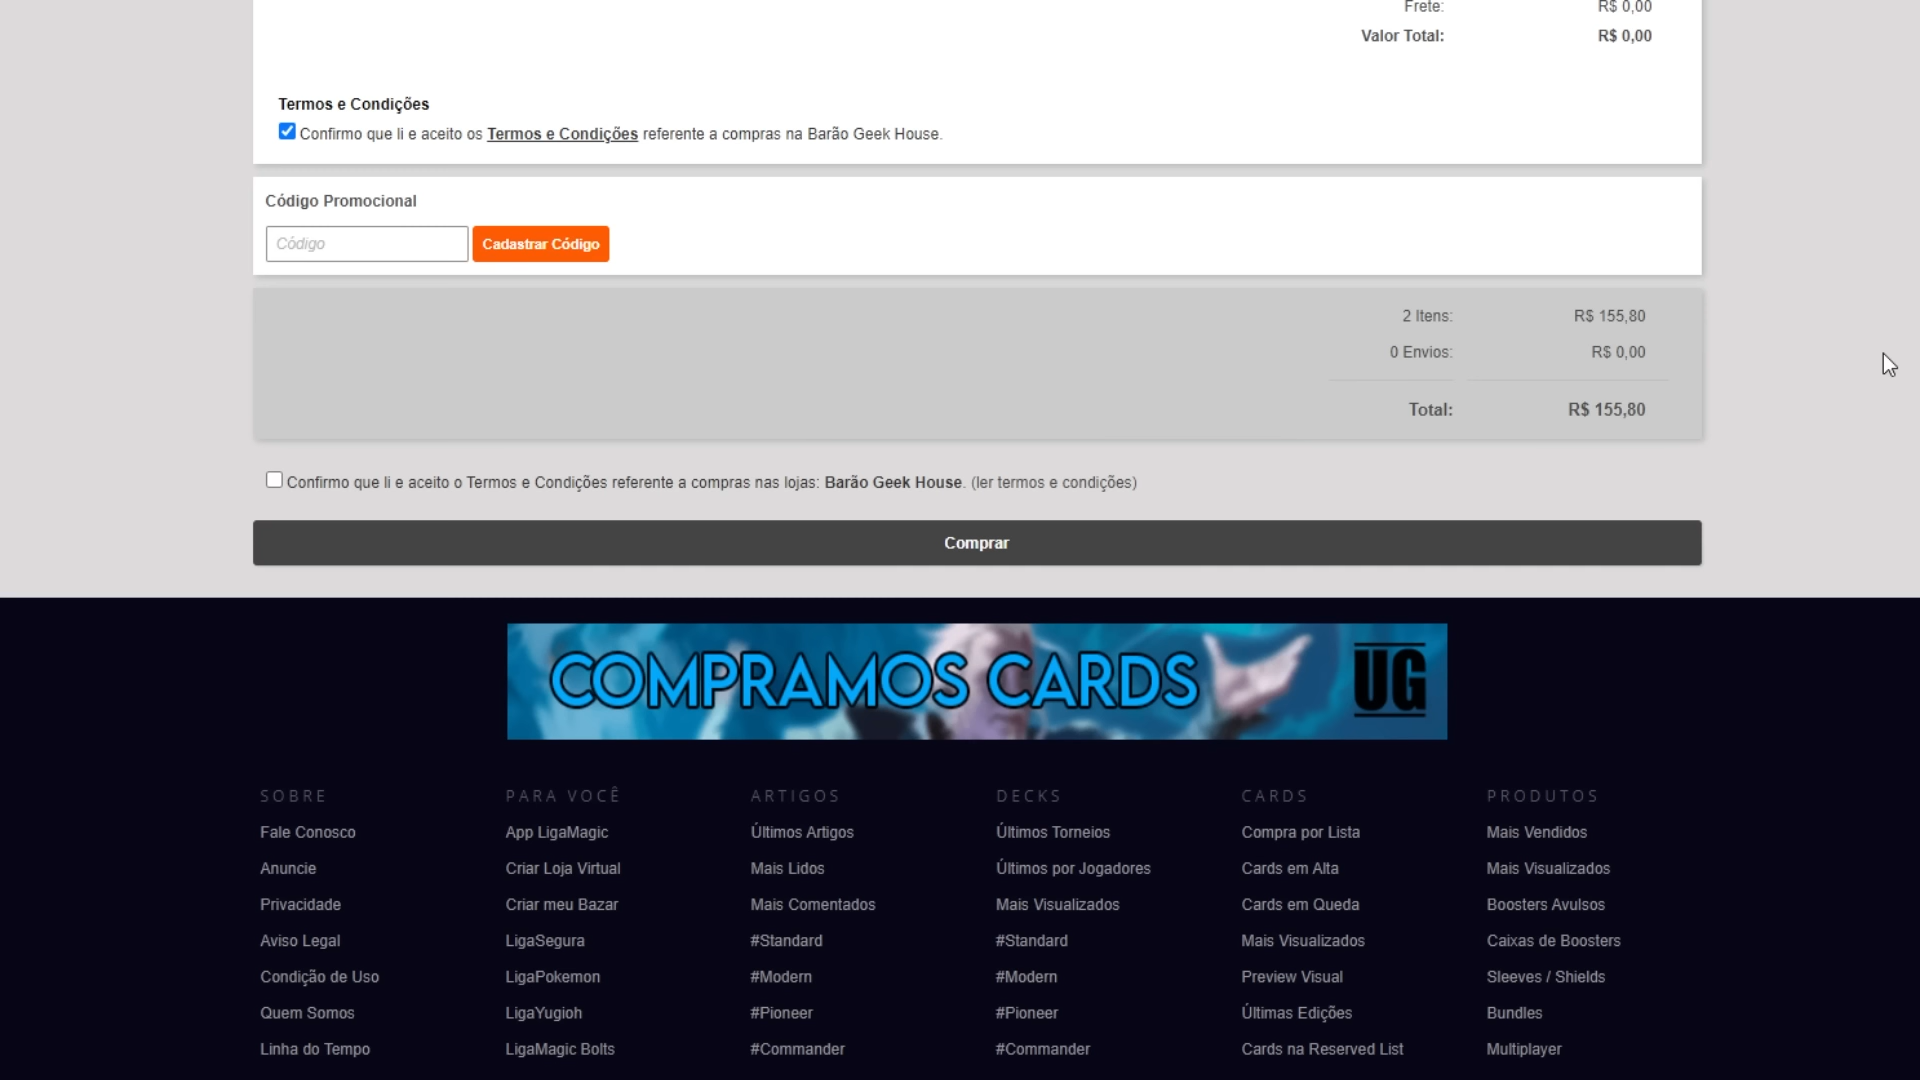 Frete: R$ 0,00
Valor Total: R$ 0,00
Termos e Condições
Confirmo que li e aceito os Termos e Condições referente a compras na Barão Geek House.
Código Promocional
Código Cadastrar Código
2 Itens: R$ 155,80
0 Envios: R$ 0,00
Total: R$ 155,80
Confirmo que li e aceito o Termos e Condições referente a compras nas lojas: Barão Geek House. (ler termos e condições)
Comprar
COMPRAMOS CARDS UG
SOBRE PARA VOCÊ ARTIGOS DECKS CARDS PRODUTOS
Fale Conosco App LigaMagic Últimos Artigos Últimos Torneios Compra por Lista Mais Vendidos
Anuncie Criar Loja Virtual Mais Lidos Últimos por Jogadores Cards em Alta Mais Visualizados
Privacidade Criar meu Bazar Mais Comentados Mais Visualizados Cards em Queda Boosters Avulsos
Aviso Legal LigaSegura #Standard #Standard Mais Visualizados Caixas de Boosters
Condição de Uso LigaPokemon #Modern #Modern Preview Visual Sleeves / Shields
Quem Somos LigaYugioh #Pioneer #Pioneer Últimas Edições Bundles
Linha do Tempo LigaMagic Bolts #Commander #Commander Cards na Reserved List Multiplayer